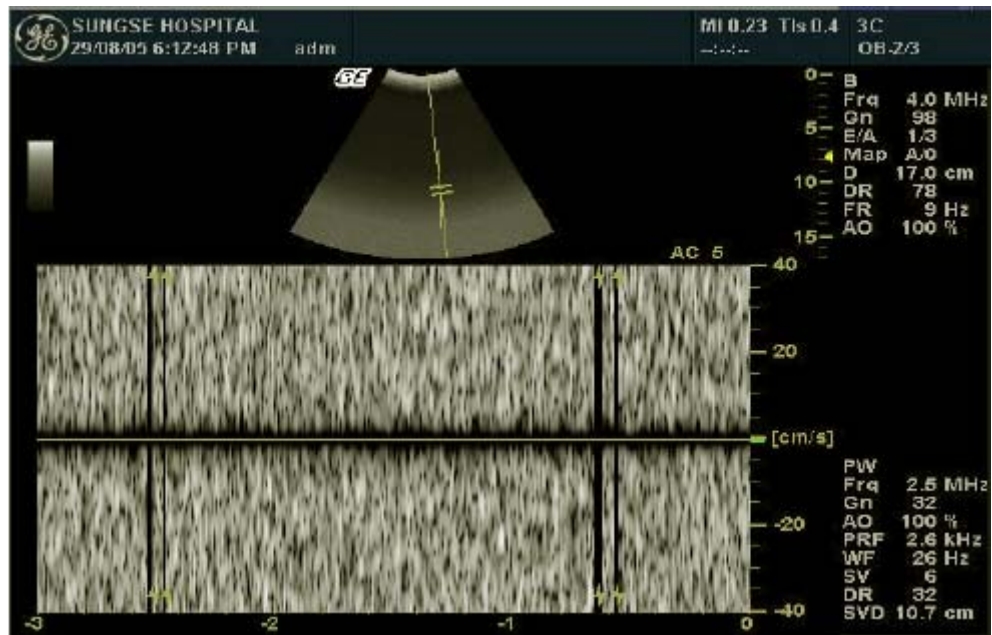 SUNGSE HOSPITAL
29/08/05 6:12:48 PM adm
MI 0.23 TIs 0.4
--:--:--
3C
OB-2/3
GE
0
5
10
15
B
Frq 4.0 MHz
Gn 98
E/A 1/3
Map A/0
D 17.0 cm
DR 78
FR 9 Hz
AO 100 %
AC 5
40
20
[cm/s]
-20
-40
PW
Frq 2.5 MHz
Gn 32
AO 100 %
PRF 2.6 kHz
WF 26 Hz
SV 6
DR 32
SVD 10.7 cm
-3 -2 -1 0